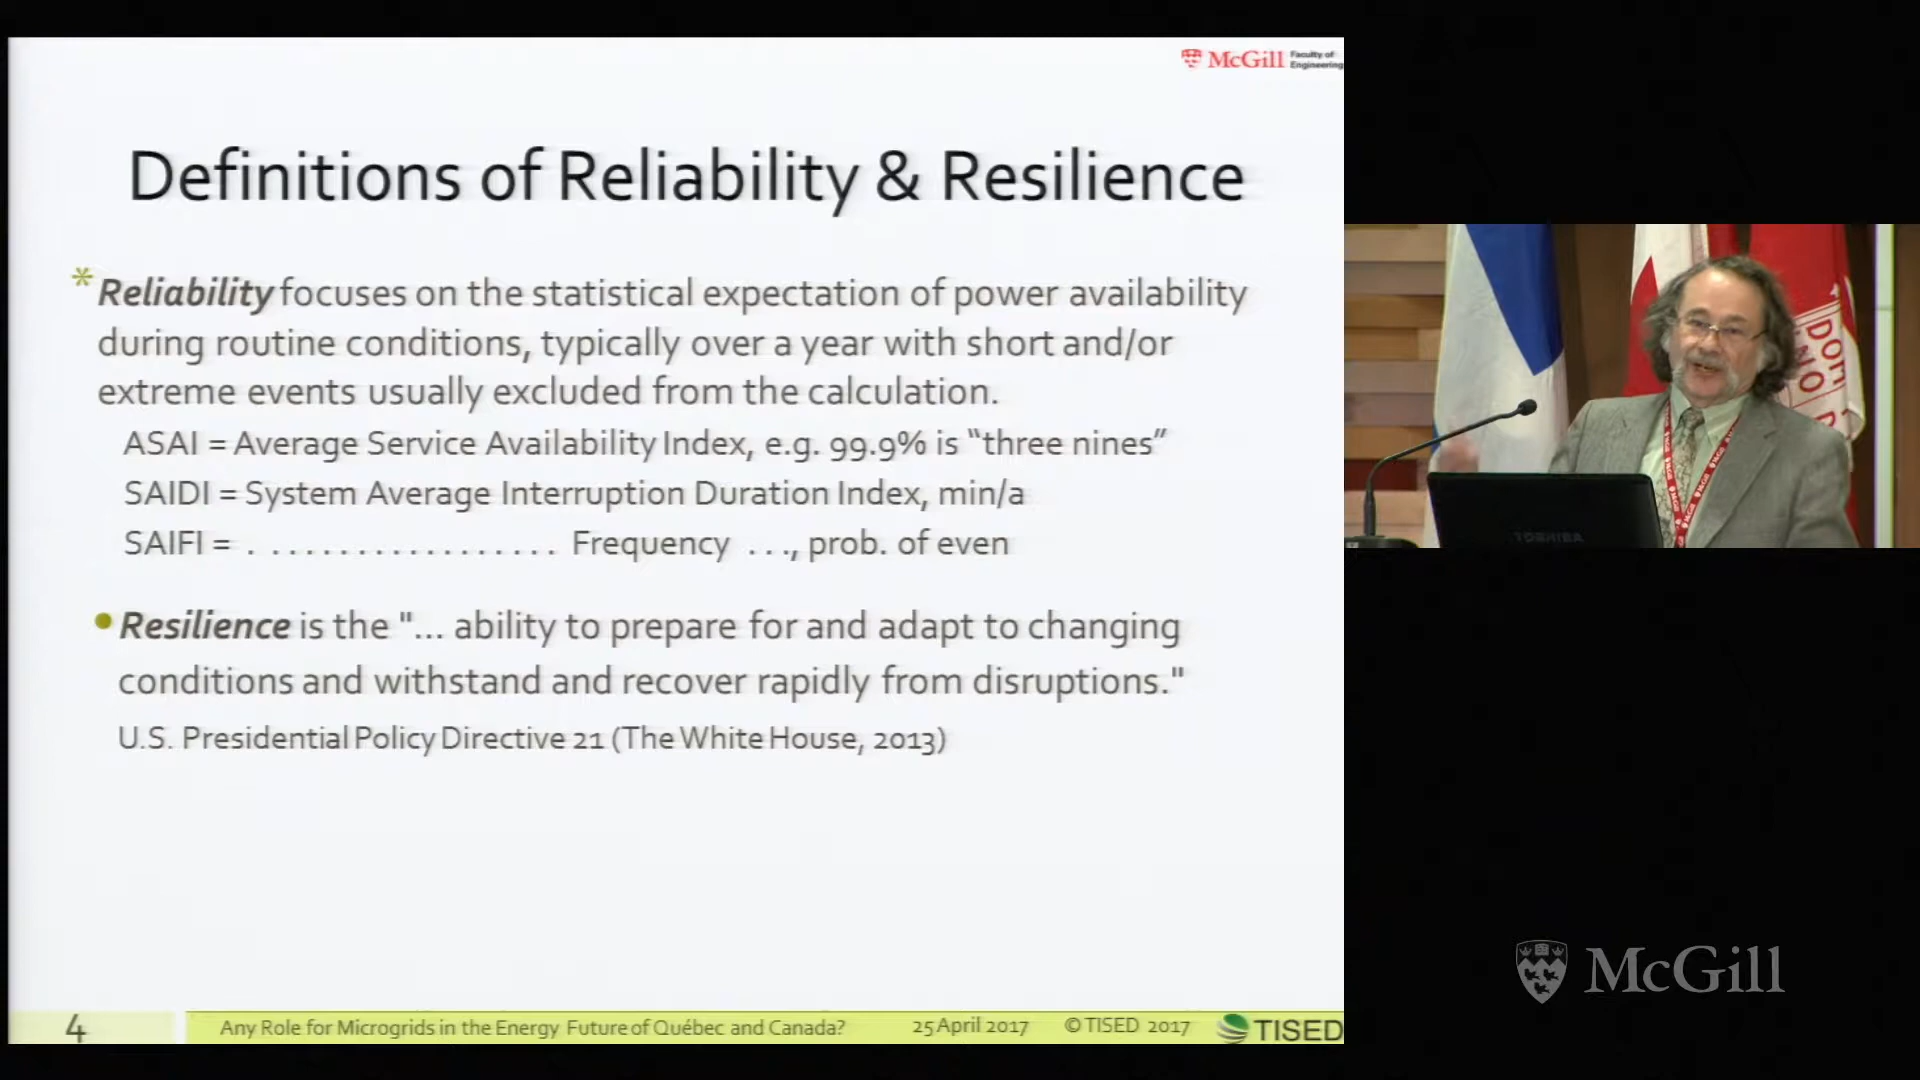 McGill Faculty of
Engineering
Definitions of Reliability & Resilience
* Reliability focuses on the statistical expectation of power availability
during routine conditions, typically over a year with short and/or
extreme events usually excluded from the calculation.
ASAI = Average Service Availability Index, e.g. 99.9% is “three nines”
SAIDI = System Average Interruption Duration Index, min/a
SAIFI = . . . . . . . . . . . . . . . . . . Frequency . . ., prob. of even
• Resilience is the "... ability to prepare for and adapt to changing
conditions and withstand and recover rapidly from disruptions."
U.S. Presidential Policy Directive 21 (The White House, 2013)
4 Any Role for Microgrids in the Energy Future of Québec and Canada? 25 April 2017 © TISED 2017 TISED
TOSHIBA
McGill